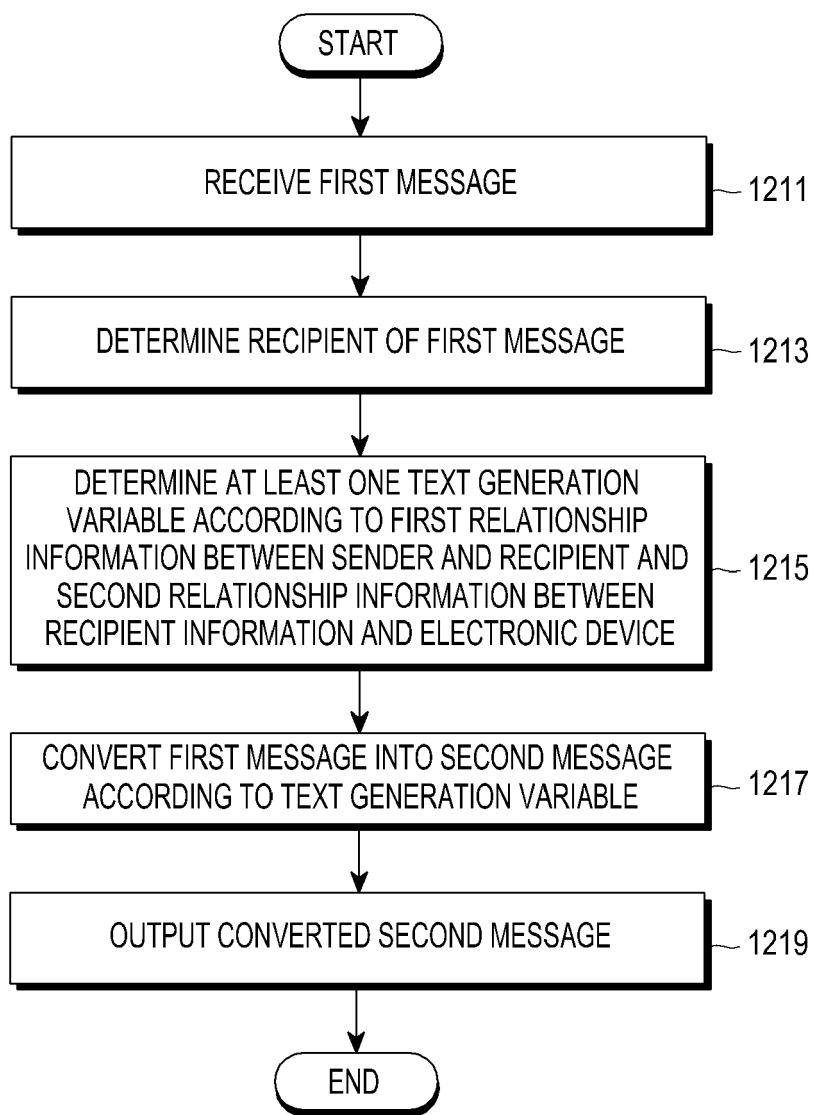 START
RECEIVE FIRST MESSAGE
1211
DETERMINE RECIPIENT OF FIRST MESSAGE
1213
DETERMINE AT LEAST ONE TEXT GENERATION
VARIABLE ACCORDING TO FIRST RELATIONSHIP
INFORMATION BETWEEN SENDER AND RECIPIENT AND
SECOND RELATIONSHIP INFORMATION BETWEEN
RECIPIENT INFORMATION AND ELECTRONIC DEVICE
1215
CONVERT FIRST MESSAGE INTO SECOND MESSAGE
ACCORDING TO TEXT GENERATION VARIABLE
1217
OUTPUT CONVERTED SECOND MESSAGE
1219
END